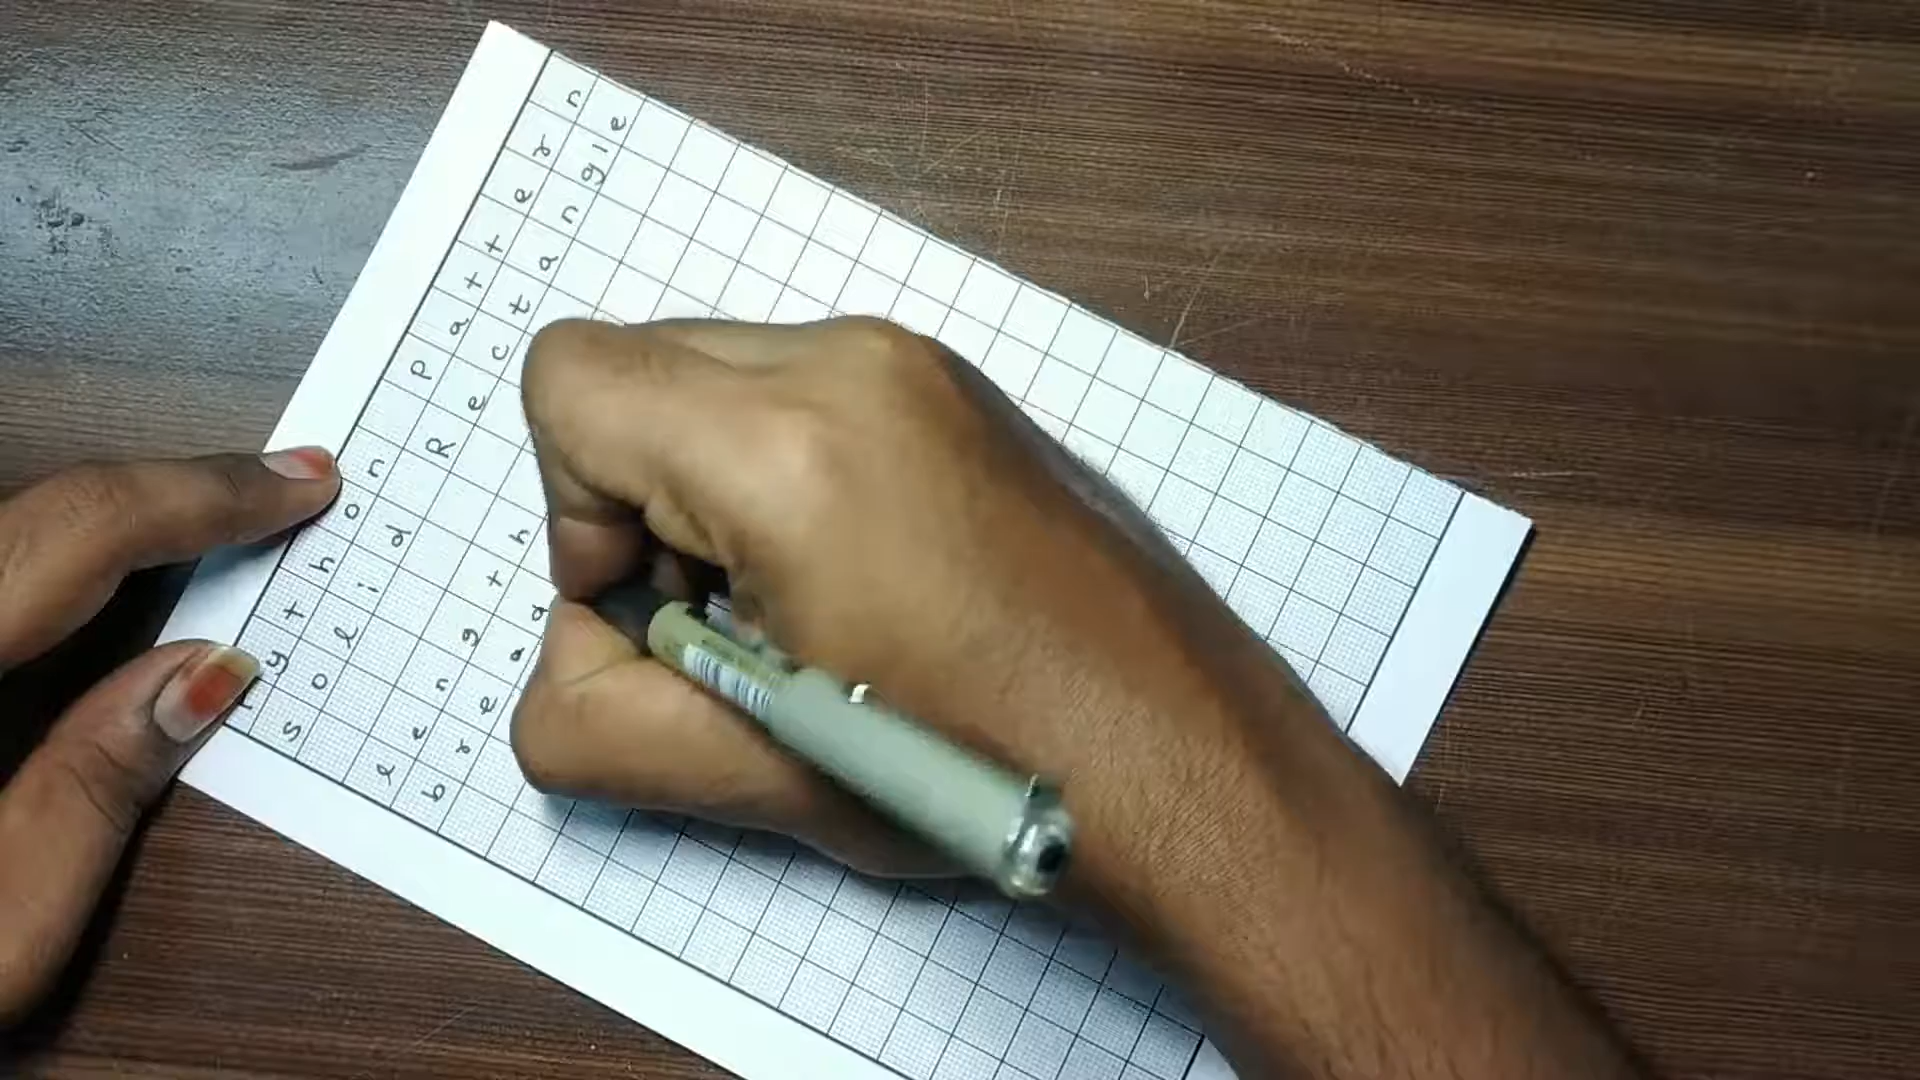 Python Pattern
Solid Rectangle
length
bread